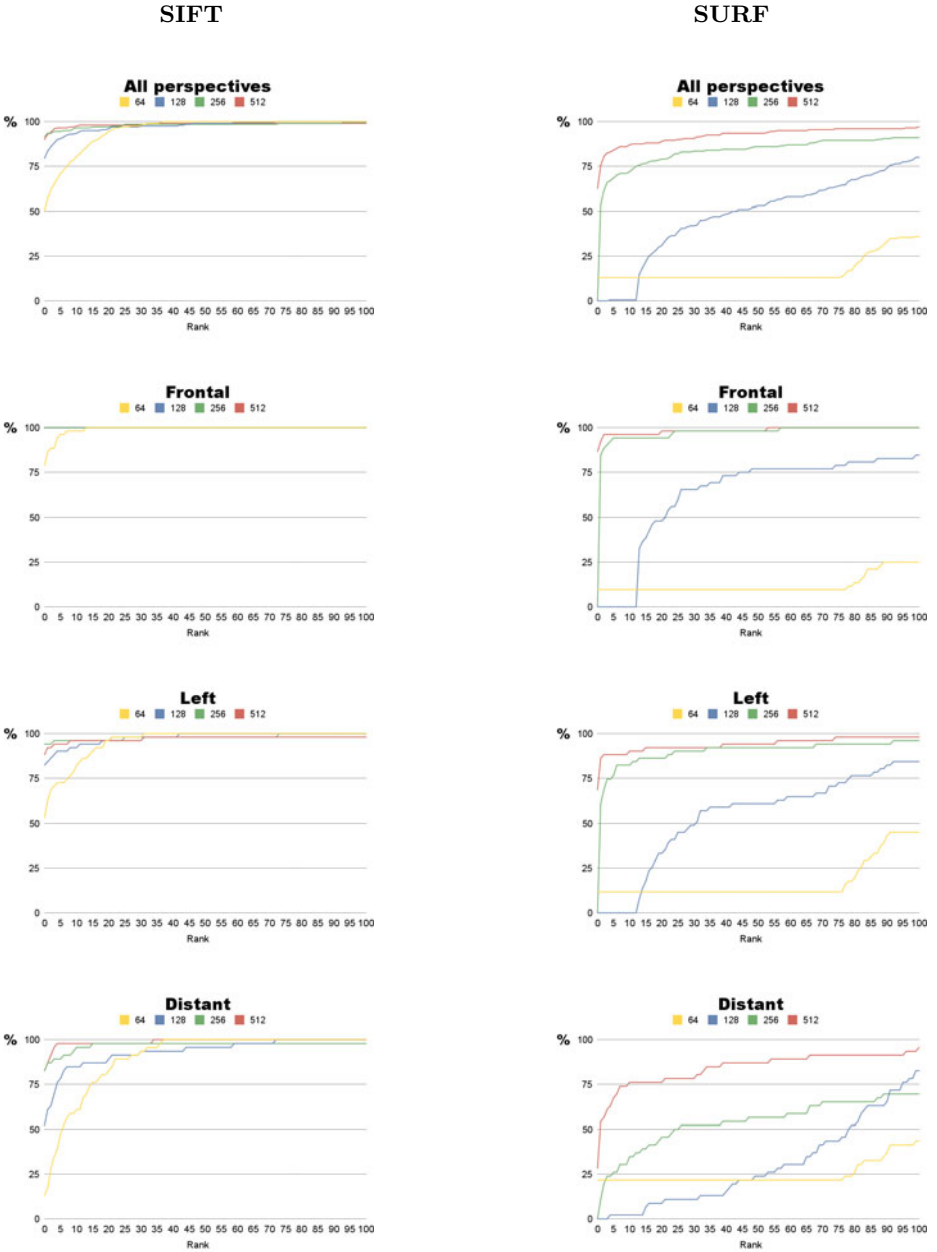 SIFT SURF
All perspectives All perspectives
64 128 256 512 64 128 256 512
% %
100 100
75 75
50 50
25 25
0 0
0 5 10 15 20 25 30 35 40 45 50 55 60 65 70 75 80 85 90 95 100 0 5 10 15 20 25 30 35 40 45 50 55 60 65 70 75 80 85 90 95 100
Rank Rank
Frontal Frontal
64 128 256 512 64 128 256 512
% %
100 100
75 75
50 50
25 25
0 0
0 5 10 15 20 25 30 35 40 45 50 55 60 65 70 75 80 85 90 95 100 0 5 10 15 20 25 30 35 40 45 50 55 60 65 70 75 80 85 90 95 100
Rank Rank
Left Left
64 128 256 512 64 128 256 512
% %
100 100
75 75
50 50
25 25
0 0
0 5 10 15 20 25 30 35 40 45 50 55 60 65 70 75 80 85 90 95 100 0 5 10 15 20 25 30 35 40 45 50 55 60 65 70 75 80 85 90 95 100
Rank Rank
Distant Distant
64 128 256 512 64 128 256 512
% %
100 100
75 75
50 50
25 25
0 0
0 5 10 15 20 25 30 35 40 45 50 55 60 65 70 75 80 85 90 95 100 0 5 10 15 20 25 30 35 40 45 50 55 60 65 70 75 80 85 90 95 100
Rank Rank